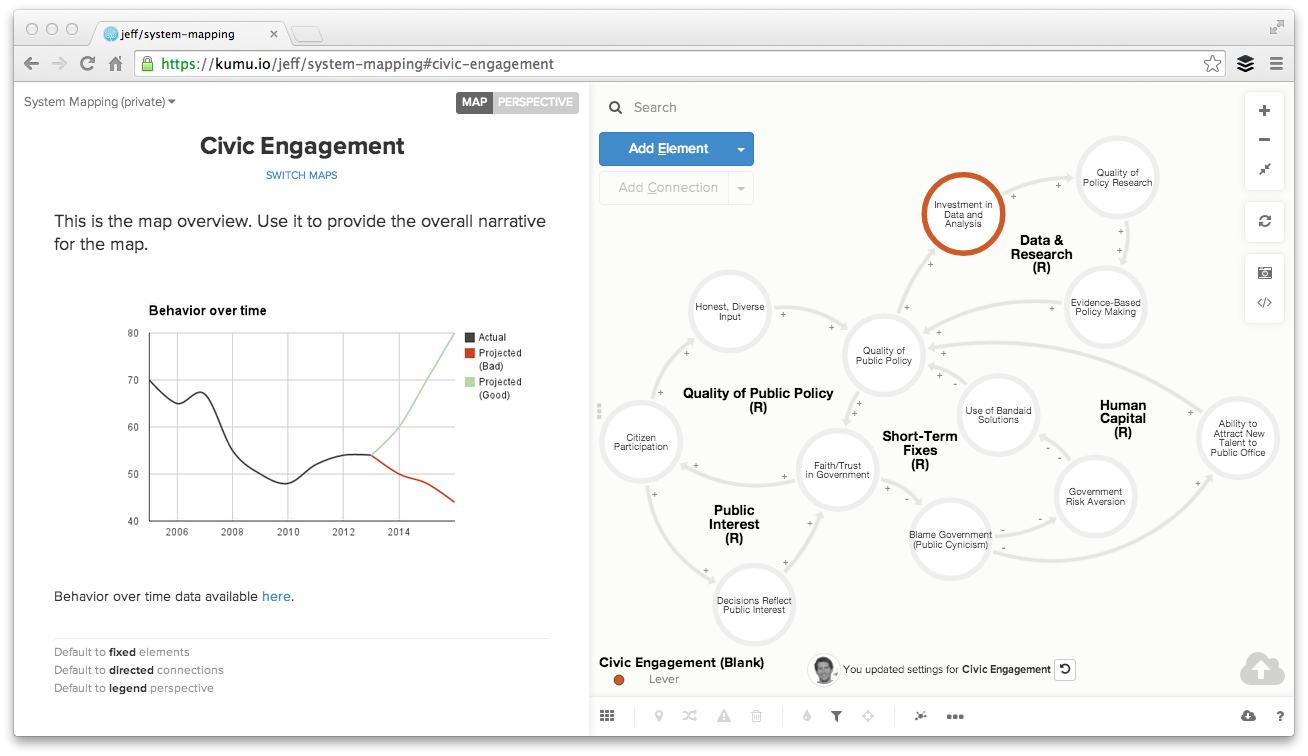 jeff/system-mapping
https://kumu.io/jeff/system-mapping#civic-engagement
System Mapping (private)
MAP PERSPECTIVE
Civic Engagement
SWITCH MAPS
This is the map overview. Use it to provide the overall narrative
for the map.
Behavior over time
80
70
60
50
40
2006 2008 2010 2012 2014
Actual
Projected
(Bad)
Projected
(Good)
Behavior over time data available here.
Default to fixed elements
Default to directed connections
Default to legend perspective
Search
Add Element
Add Connection
Quality of
Policy Research
Investment in
Data and
Analysis
Data &
Research
(R)
Evidence-Based
Policy Making
Honest, Diverse
Input
Quality of
Public Policy
Quality of Public Policy
(R)
Use of Bandaid
Solutions
Human
Capital
(R)
Ability to
Attract New
Talent to
Public Office
Citizen
Participation
Short-Term
Fixes
(R)
Faith/Trust
in Government
Government
Risk Aversion
Public
Interest
(R)
Blame Government
(Public Cynicism)
Decisions Reflect
Public Interest
Civic Engagement (Blank)
Lever
You updated settings for Civic Engagement